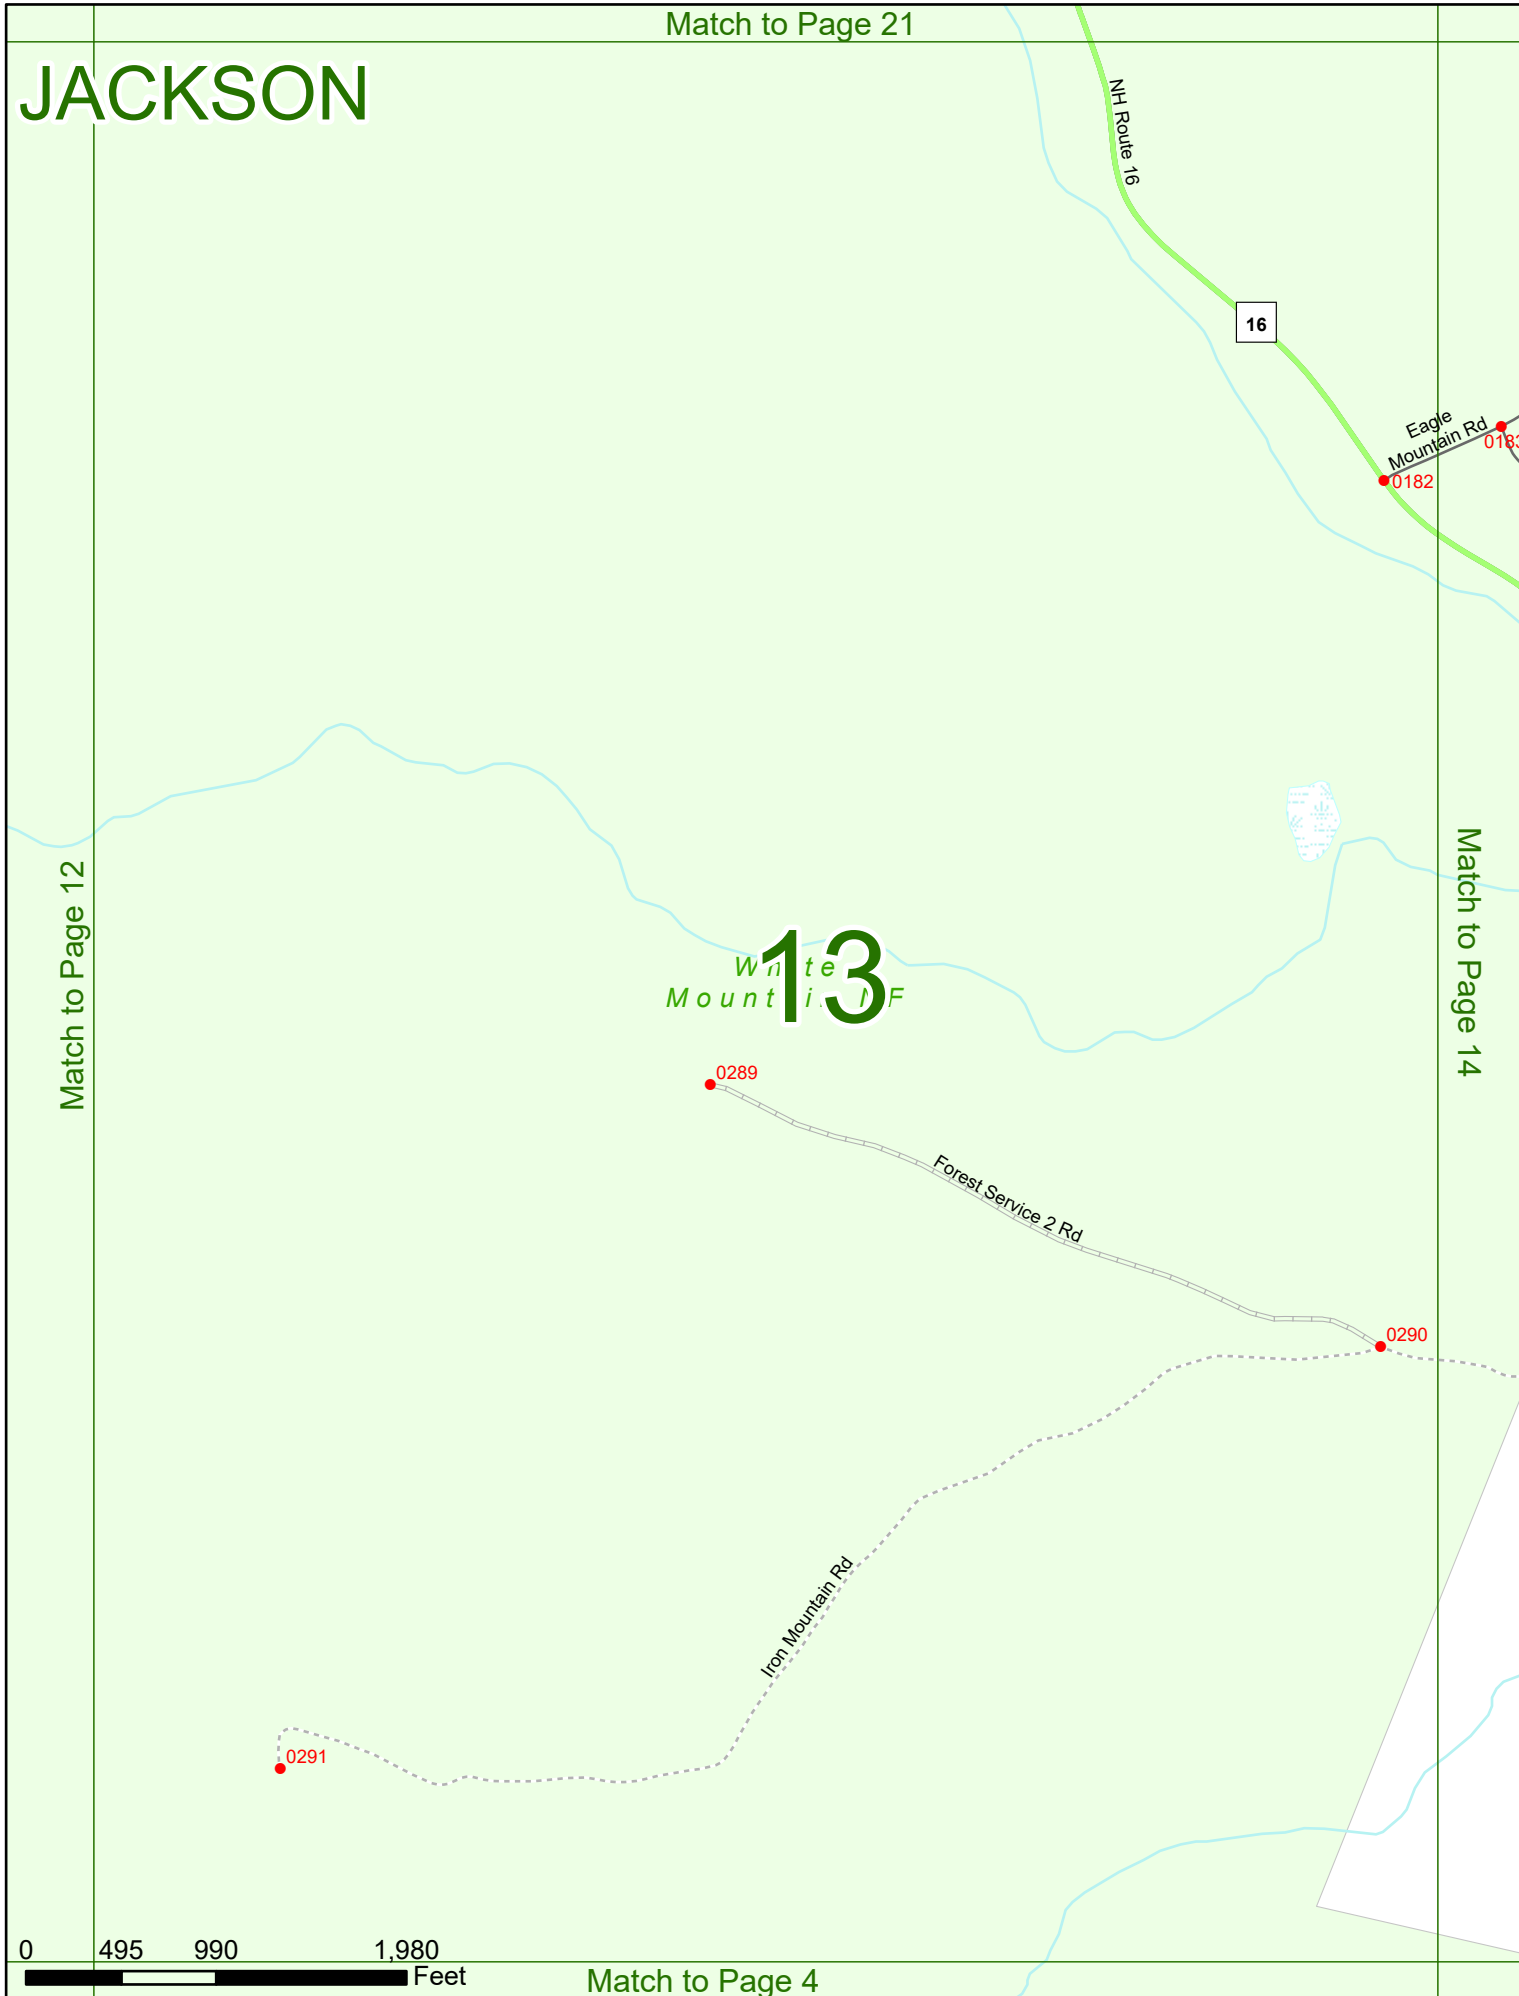 Match to Page 21
JACKSON
NH Route 16
16
Eagle
Mountain Rd
0182
Match to Page 12
Match to Page 14
13
0289
Forest Service 2 Rd
0290
Iron Mountain Rd
0291
0 495 990 1,980
Feet
Match to Page 4